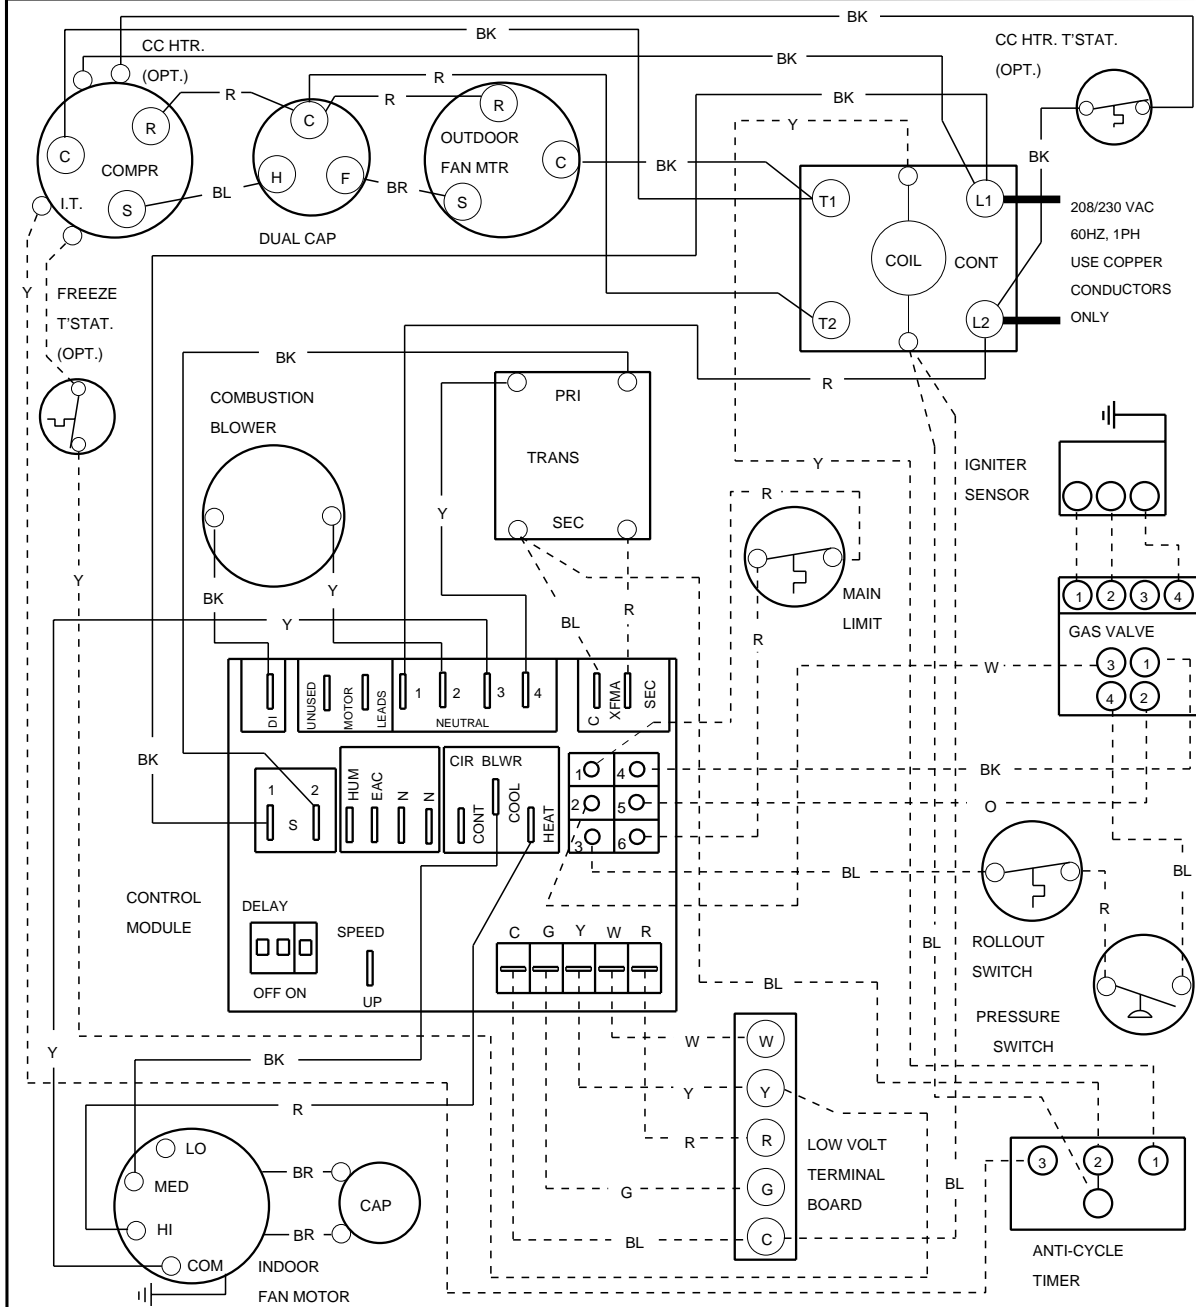 BK
BK
CC HTR.
(OPT.)
CC HTR. T'STAT.
(OPT.)
BK
R
R
R
BK
BK
Y
R
C
R
OUTDOOR
FAN MTR
C
COMPR
C
H
F
BL
BR
S
S
BK
I.T.
DUAL CAP
T1
L1
208/230 VAC
60HZ, 1PH
USE COPPER
CONDUCTORS
ONLY
COIL
CONT
T2
L2
Y
FREEZE
T'STAT.
(OPT.)
BK
R
COMBUSTION
BLOWER
PRI
TRANS
SEC
Y
Y
R
IGNITER
SENSOR
MAIN
LIMIT
Y
BK
Y
Y
BL
R
R
1
2
3
4
GAS VALVE
3
1
4
2
W
DI
UNUSED
MOTOR
LEADS
1
2
3
4
NEUTRAL
C
XFMA
SEC
BK
1
2
S
HUM
EAC
N
N
CIR BLWR
CONT
COOL
HEAT
1
4
2
5
3
6
BK
O
BL
BL
CONTROL
MODULE
DELAY
OFF ON
SPEED
UP
C
G
Y
W
R
BL
ROLLOUT
SWITCH
R
BL
PRESSURE
SWITCH
Y
BK
R
W
Y
R
G
BL
W
Y
R
G
C
LOW VOLT
TERMINAL
BOARD
BL
3
2
1
ANTI-CYCLE
TIMER
LO
MED
HI
COM
BR
BR
CAP
INDOOR
FAN MOTOR